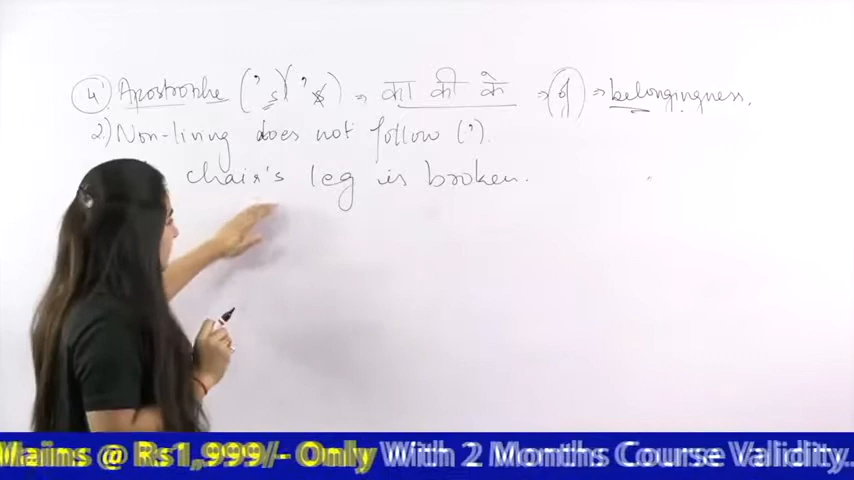 4 Apostrophe ('s)(' s) ⇒ का की के ⇒ of ⇒ belongingness.
2) Non-living does not follow (').
chair's leg is broken.
Maiins @ Rs1,999/- Only With 2 Months Course Validity..